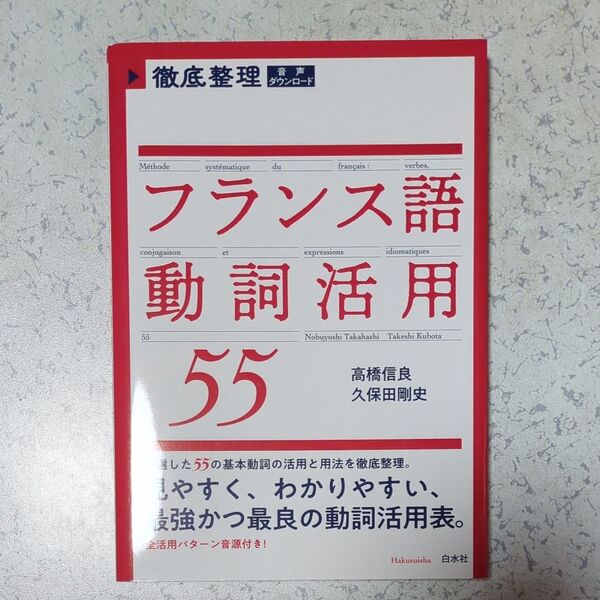 徹底整理 音声ダウンロード
Méthode systématique du français : verbes,
フランス語
conjugaison et expressions idiomatiques
動詞活用
55 Nobuyoshi Takahashi Takeshi Kubota
55
高橋信良
久保田剛史
選した55の基本動詞の活用と用法を徹底整理。
見やすく、わかりやすい、
最強かつ最良の動詞活用表。
全活用パターン音源付き!
Hakusuisha 白水社